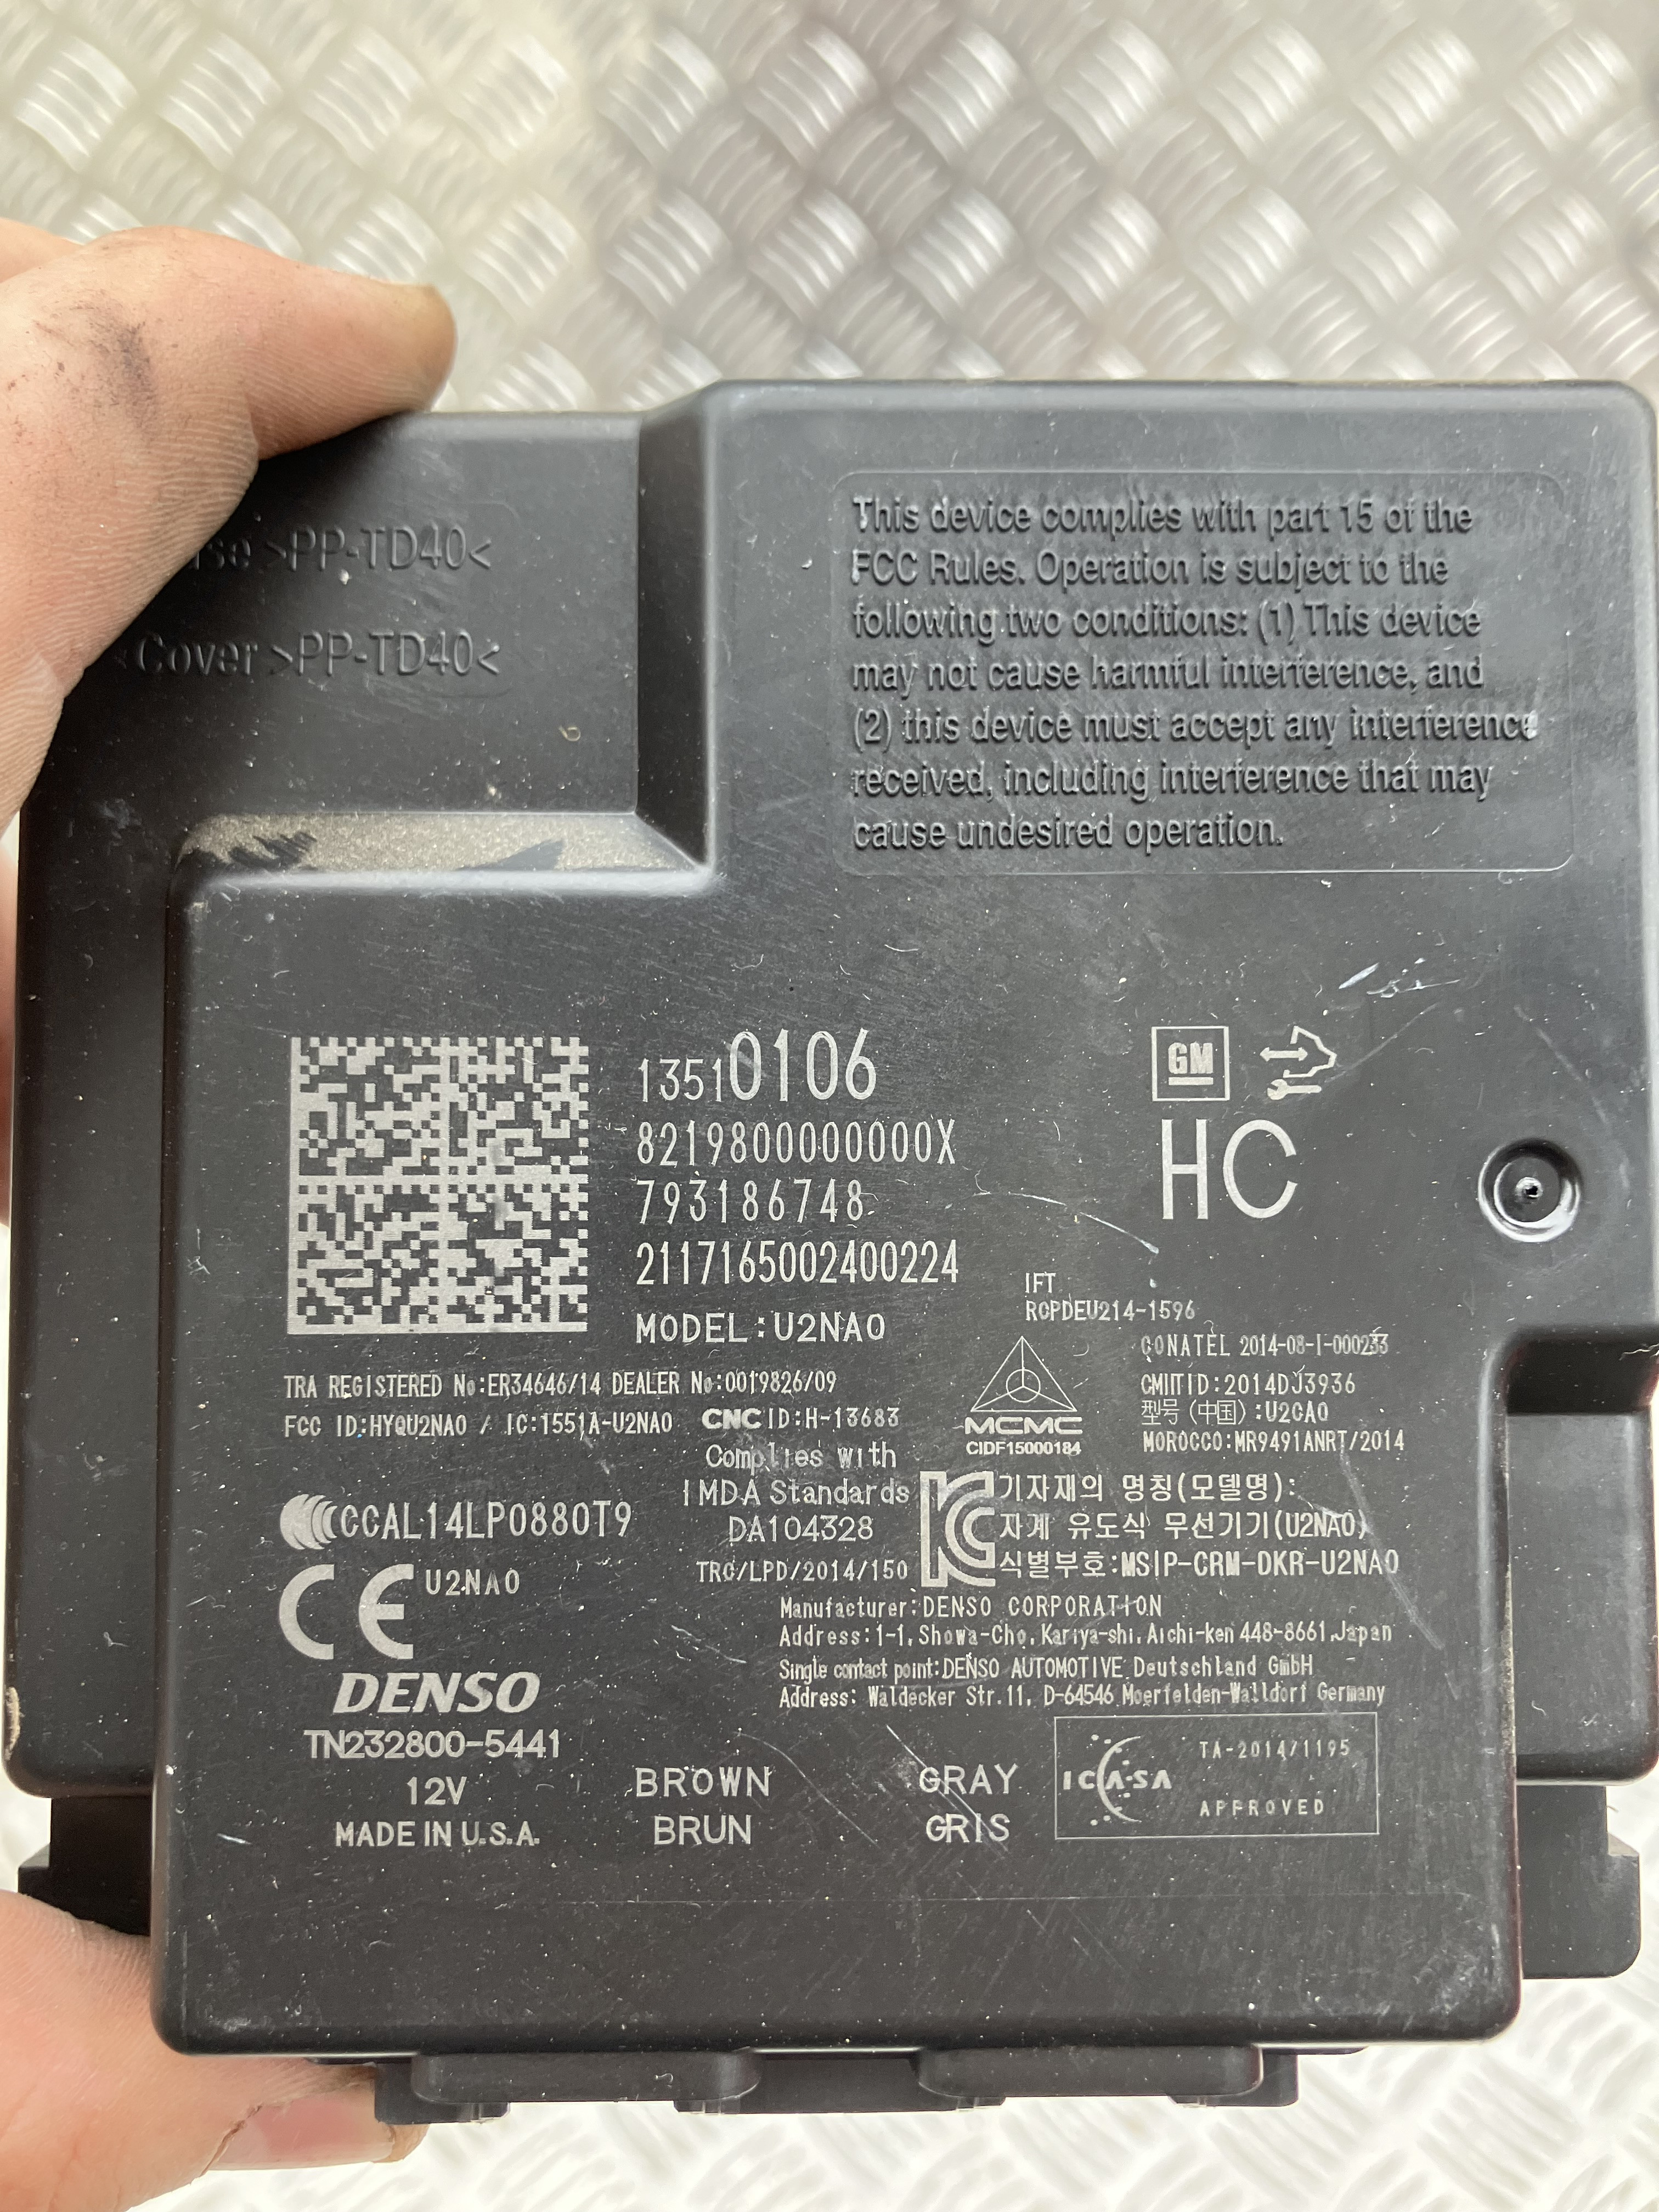 >PP-TD40<
Cover >PP-TD40<
This device complies with part 15 of the
FCC Rules. Operation is subject to the
following two conditions: (1) This device
may not cause harmful interference, and
(2) this device must accept any interference
received, including interference that may
cause undesired operation.
13510106
8219800000000X
793186748
2117165002400224
MODEL:U2NA0
GM
HC
IFT
RCPDEU214-1596
TRA REGISTERED No:ER34646/14 DEALER No:0019826/09
FCC ID:HYQU2NA0 / IC:1551A-U2NA0
CNC ID:H-13683
Complies with
IMDA Standards
DA104328
TRC/LPD/2014/150
MCMC
CIDF15000184
CONATEL 2014-08-I-000233
CMIIT ID:2014DJ3936
型号(中国):U2CA0
MOROCCO:MR9491ANRT/2014
CCAL14LP0880T9
CE U2NA0
기자재의 명칭(모델명):
자계 유도식 무선기기(U2NA0)
식별부호:MSIP-CRM-DKR-U2NA0
Manufacturer:DENSO CORPORATION
Address:1-1, Showa-Cho, Kariya-shi, Aichi-ken 448-8661, Japan
Single contact point:DENSO AUTOMOTIVE Deutschland GmbH
Address: Waldecker Str.11, D-64546 Moerfelden-Walldorf Germany
DENSO
TN232800-5441
12V
MADE IN U.S.A.
BROWN
BRUN
GRAY
GRIS
ICASA
TA-2014/1195
APPROVED